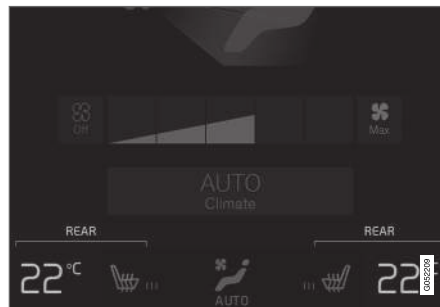 Off
Max
AUTO
Climate
REAR REAR
22°C 22°
AUTO
G052209